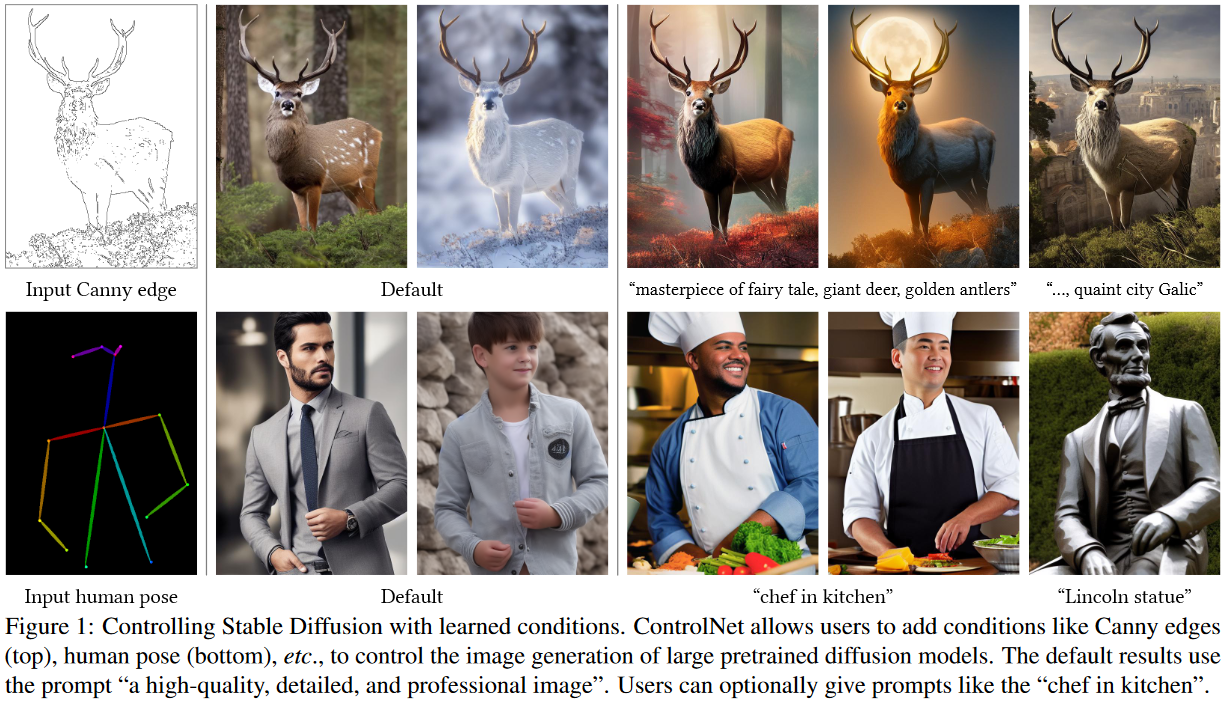 Input Canny edge
Default
“masterpiece of fairy tale, giant deer, golden antlers”
“..., quaint city Galic”
Input human pose
Default
“chef in kitchen”
“Lincoln statue”
Figure 1: Controlling Stable Diffusion with learned conditions. ControlNet allows users to add conditions like Canny edges
(top), human pose (bottom), etc., to control the image generation of large pretrained diffusion models. The default results use
the prompt “a high-quality, detailed, and professional image”. Users can optionally give prompts like the “chef in kitchen”.